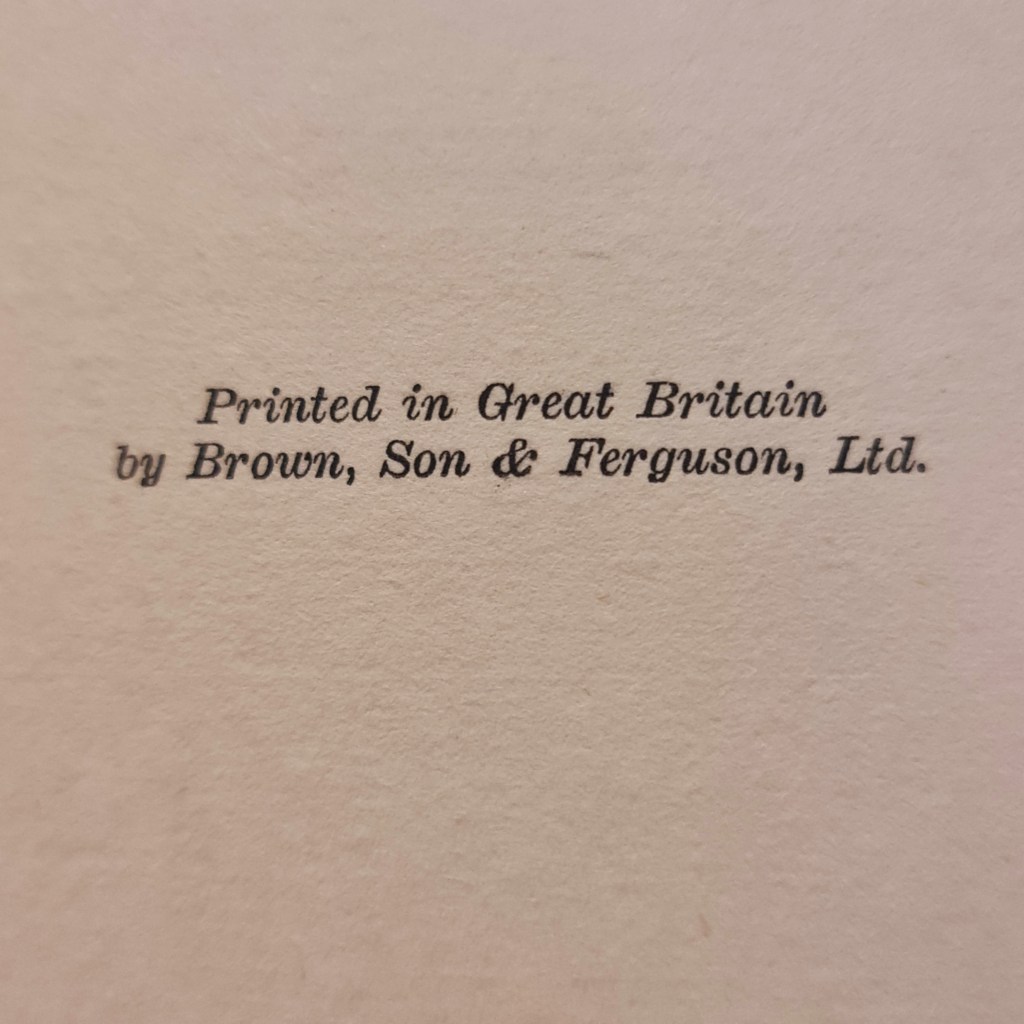 Printed in Great Britain
by Brown, Son & Ferguson, Ltd.